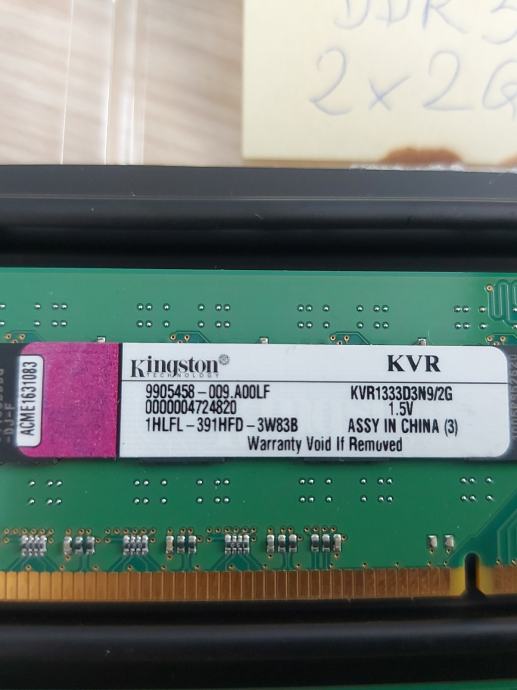 DDR
2x2G
Kingston®
TECHNOLOGY
KVR
9905458-009.A00LF
KVR1333D3N9/2G
0000004724820
1.5V
1HLFL-391HFD-3W83B
ASSY IN CHINA (3)
Warranty Void If Removed
ACME1631083